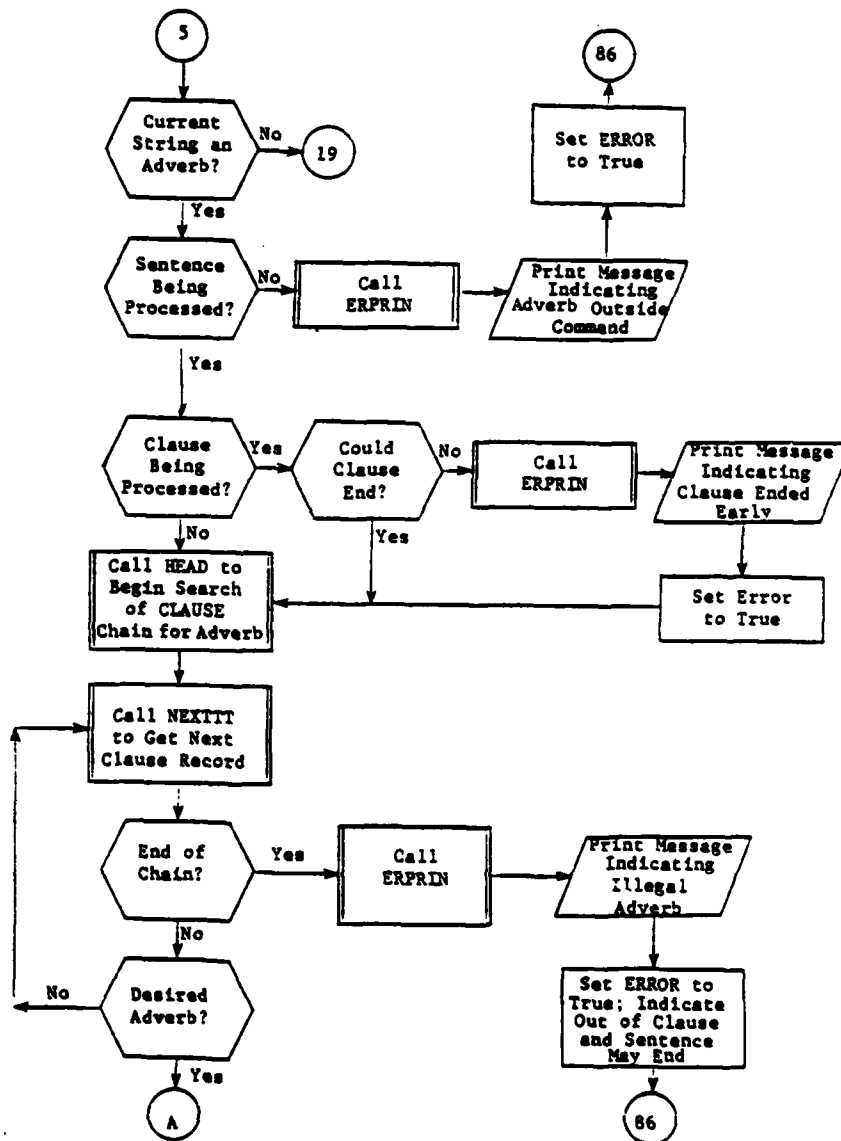 5
86
Current
String an
Adverb?
No
19
Set ERROR
to True
Yes
Sentence
Being
Processed?
No
Call
ERPRIN
Print Message
Indicating
Adverb Outside
Command
Yes
Clause
Being
Processed?
Yes
Could
Clause
End?
No
Call
ERPRIN
Print Message
Indicating
Clause Ended
Early
No
Yes
Call HEAD to
Begin Search
of CLAUSE
Chain for Adverb
Set Error
to True
Call NEXTTT
to Get Next
Clause Record
End of
Chain?
Yes
Call
ERPRIN
Print Message
Indicating
Illegal
Adverb
No
Desired
Adverb?
No
Set ERROR to
True; Indicate
Out of Clause
and Sentence
May End
Yes
A
86